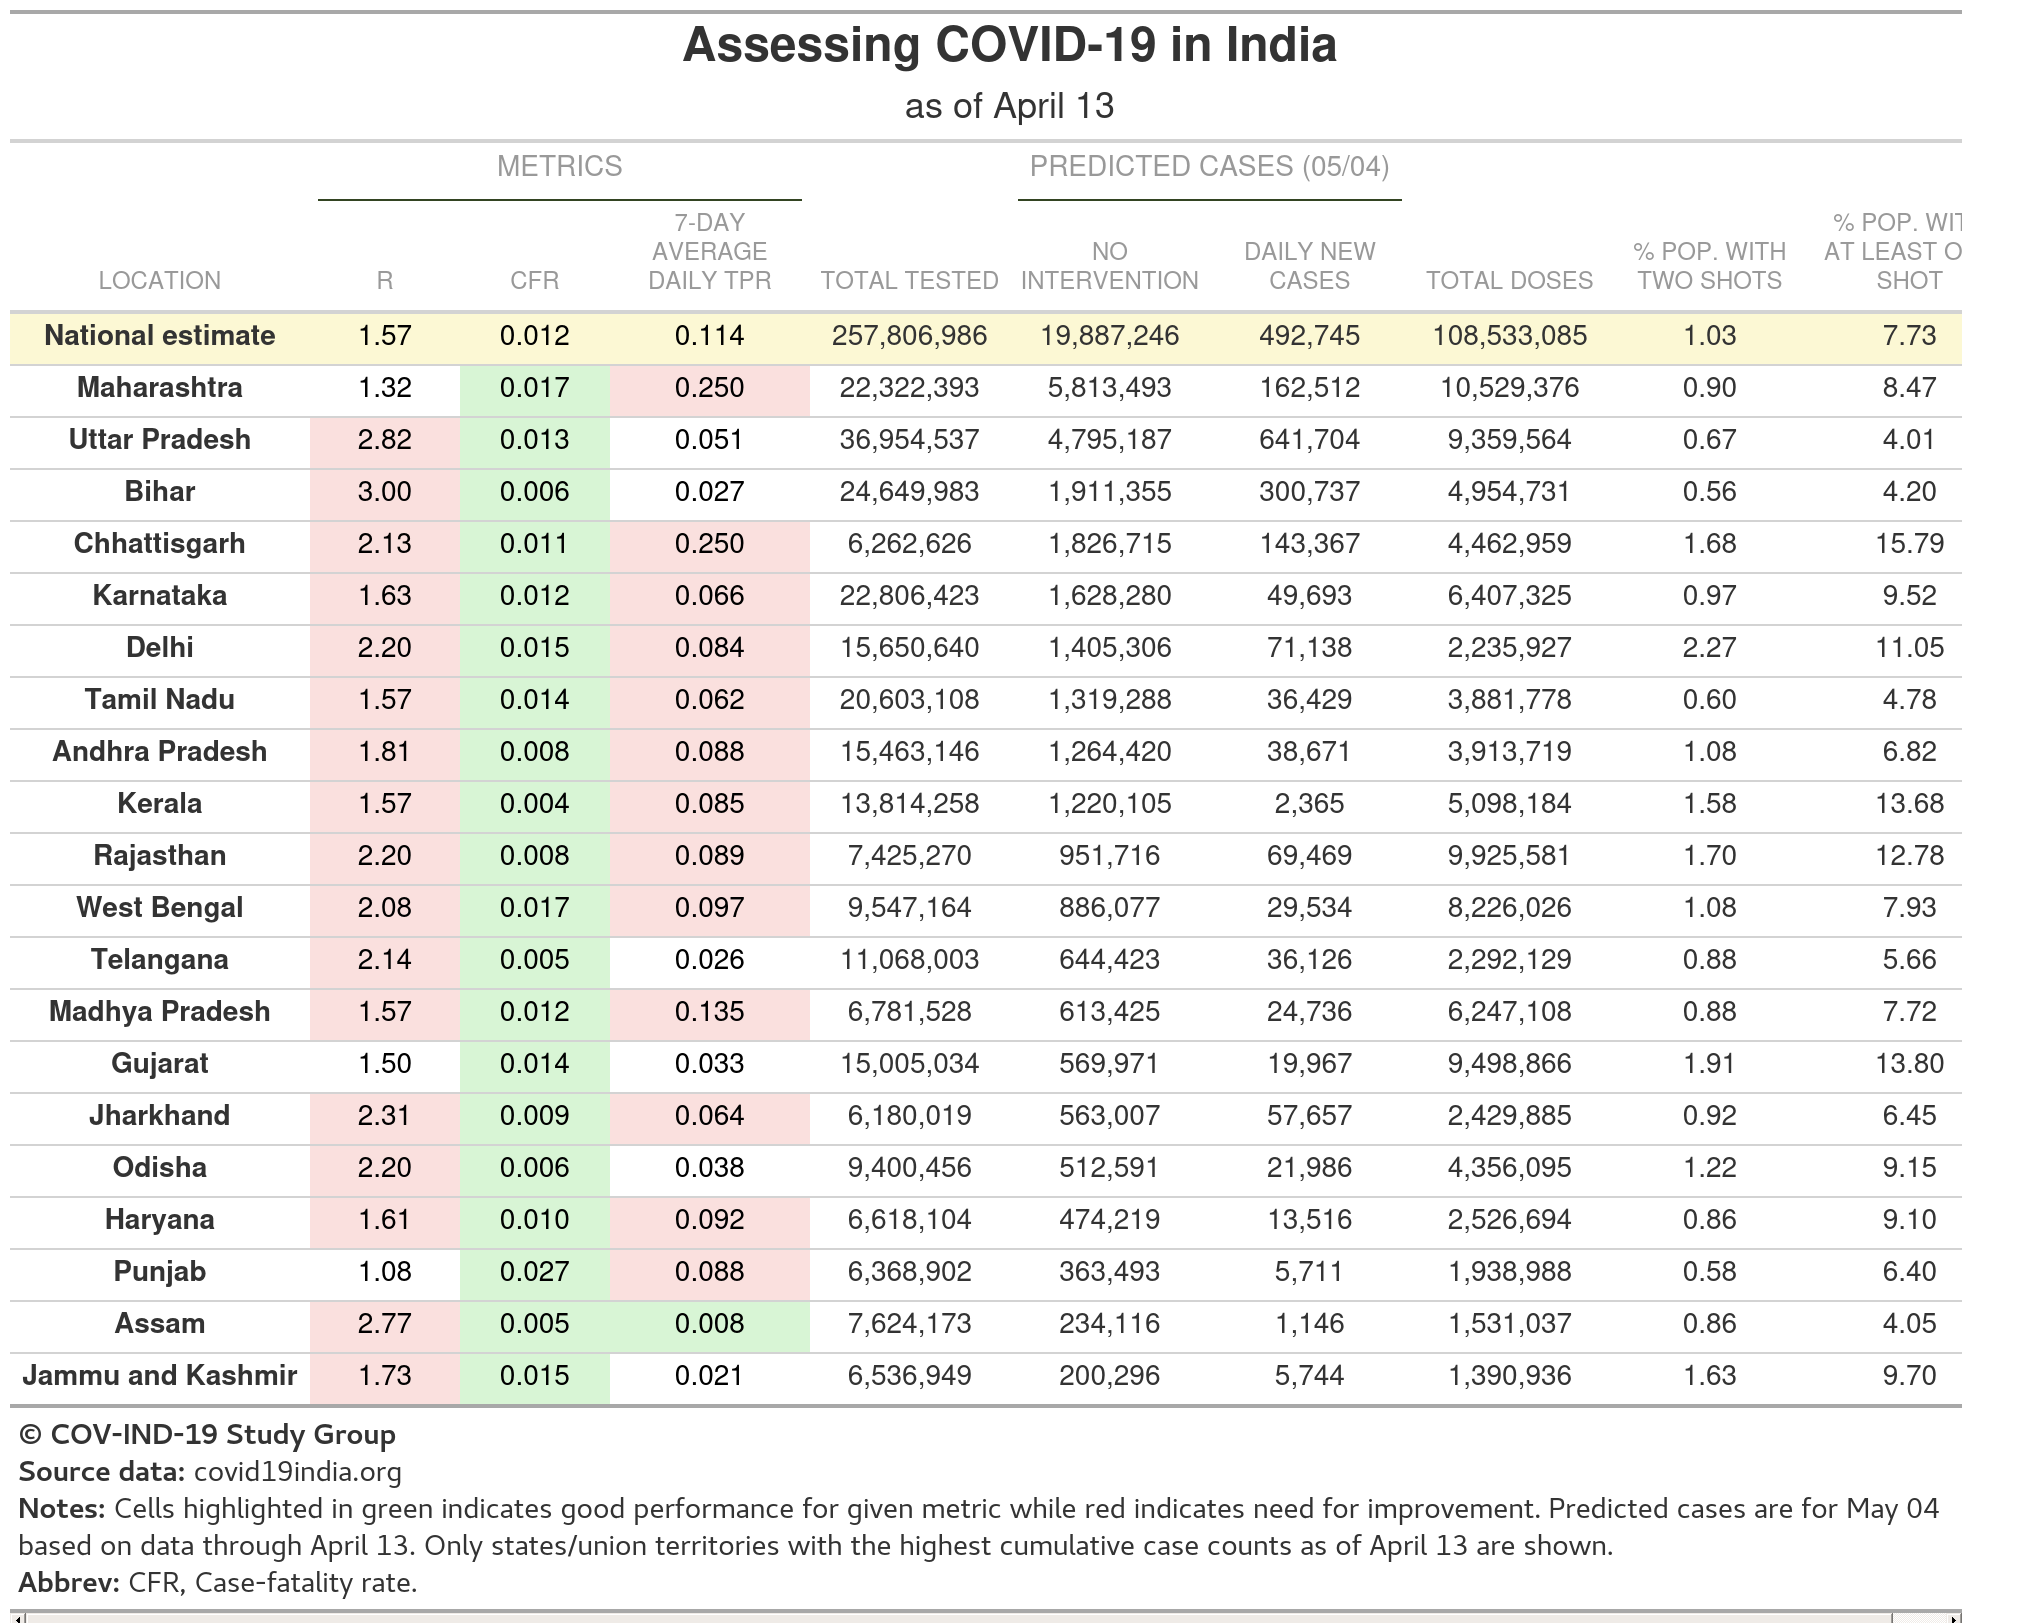 Assessing COVID-19 in India
as of April 13
METRICS PREDICTED CASES (05/04)
LOCATION R CFR 7-DAY AVERAGE DAILY TPR TOTAL TESTED NO INTERVENTION DAILY NEW CASES TOTAL DOSES % POP. WITH TWO SHOTS % POP. WIT AT LEAST O SHOT
National estimate 1.57 0.012 0.114 257,806,986 19,887,246 492,745 108,533,085 1.03 7.73
Maharashtra 1.32 0.017 0.250 22,322,393 5,813,493 162,512 10,529,376 0.90 8.47
Uttar Pradesh 2.82 0.013 0.051 36,954,537 4,795,187 641,704 9,359,564 0.67 4.01
Bihar 3.00 0.006 0.027 24,649,983 1,911,355 300,737 4,954,731 0.56 4.20
Chhattisgarh 2.13 0.011 0.250 6,262,626 1,826,715 143,367 4,462,959 1.68 15.79
Karnataka 1.63 0.012 0.066 22,806,423 1,628,280 49,693 6,407,325 0.97 9.52
Delhi 2.20 0.015 0.084 15,650,640 1,405,306 71,138 2,235,927 2.27 11.05
Tamil Nadu 1.57 0.014 0.062 20,603,108 1,319,288 36,429 3,881,778 0.60 4.78
Andhra Pradesh 1.81 0.008 0.088 15,463,146 1,264,420 38,671 3,913,719 1.08 6.82
Kerala 1.57 0.004 0.085 13,814,258 1,220,105 2,365 5,098,184 1.58 13.68
Rajasthan 2.20 0.008 0.089 7,425,270 951,716 69,469 9,925,581 1.70 12.78
West Bengal 2.08 0.017 0.097 9,547,164 886,077 29,534 8,226,026 1.08 7.93
Telangana 2.14 0.005 0.026 11,068,003 644,423 36,126 2,292,129 0.88 5.66
Madhya Pradesh 1.57 0.012 0.135 6,781,528 613,425 24,736 6,247,108 0.88 7.72
Gujarat 1.50 0.014 0.033 15,005,034 569,971 19,967 9,498,866 1.91 13.80
Jharkhand 2.31 0.009 0.064 6,180,019 563,007 57,657 2,429,885 0.92 6.45
Odisha 2.20 0.006 0.038 9,400,456 512,591 21,986 4,356,095 1.22 9.15
Haryana 1.61 0.010 0.092 6,618,104 474,219 13,516 2,526,694 0.86 9.10
Punjab 1.08 0.027 0.088 6,368,902 363,493 5,711 1,938,988 0.58 6.40
Assam 2.77 0.005 0.008 7,624,173 234,116 1,146 1,531,037 0.86 4.05
Jammu and Kashmir 1.73 0.015 0.021 6,536,949 200,296 5,744 1,390,936 1.63 9.70
© COV-IND-19 Study Group
Source data: covid19india.org
Notes: Cells highlighted in green indicates good performance for given metric while red indicates need for improvement. Predicted cases are for May 04
based on data through April 13. Only states/union territories with the highest cumulative case counts as of April 13 are shown.
Abbrev: CFR, Case-fatality rate.